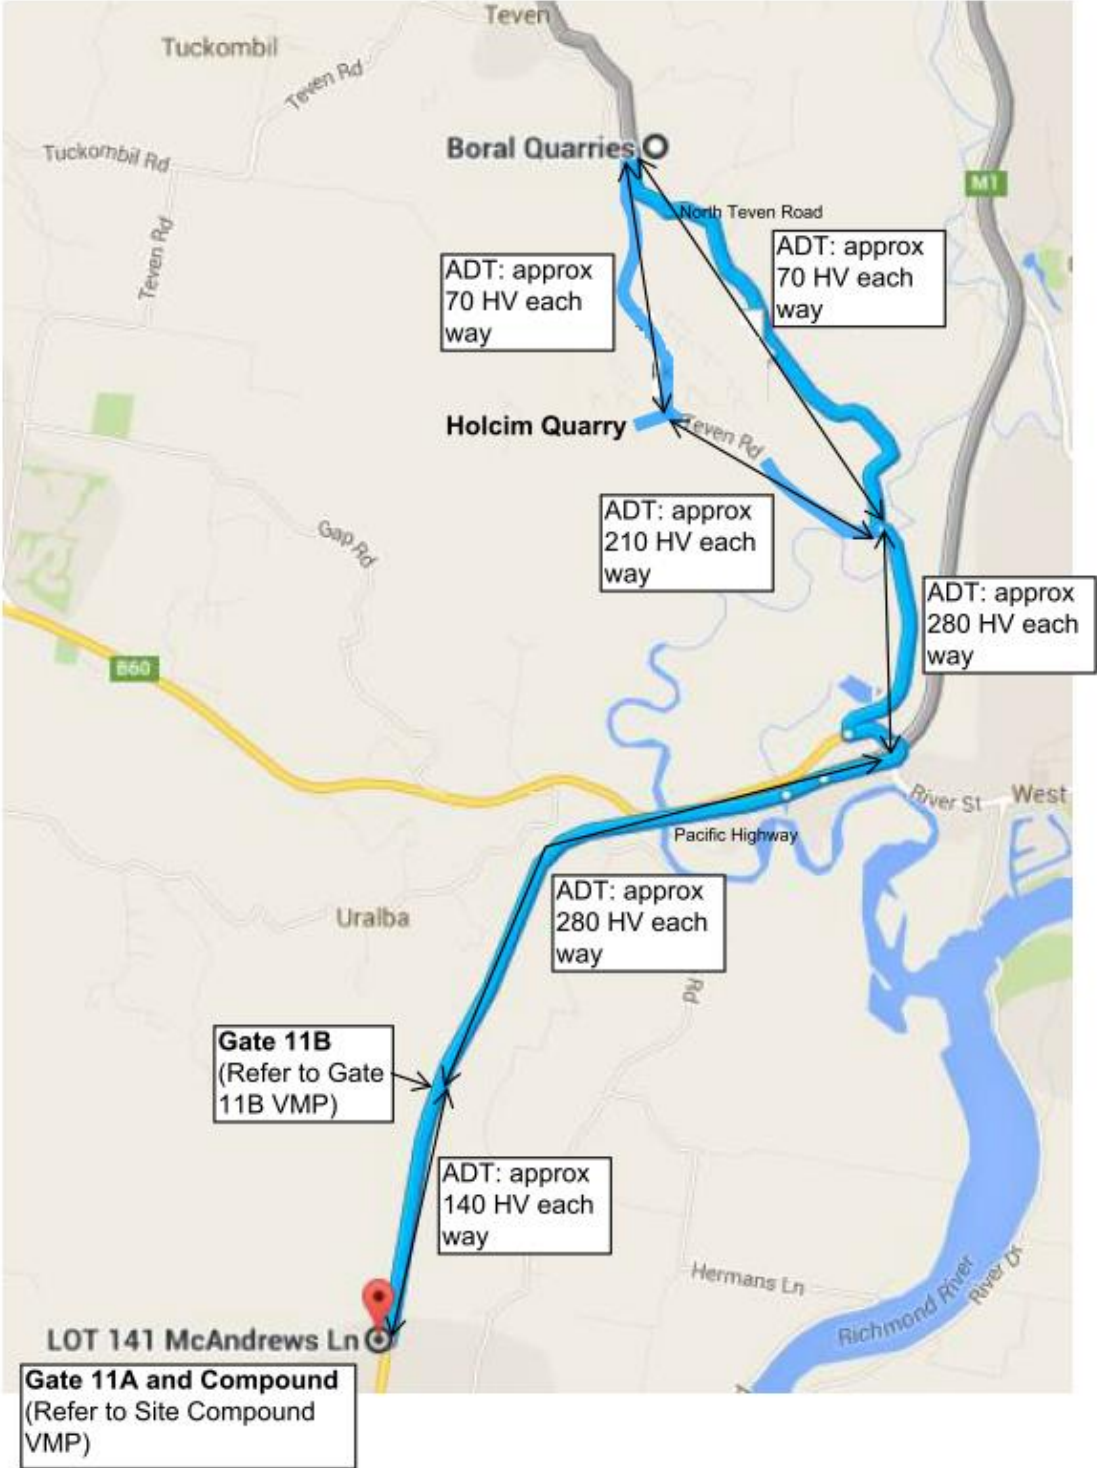 Teven
Tuckombil
Teven Rd
Tuckombil Rd
Boral Quarries
M1
North Teven Road
Teven Rd
ADT: approx
70 HV each
way
ADT: approx
70 HV each
way
Holcim Quarry
Teven Rd
ADT: approx
210 HV each
way
Gap Rd
ADT: approx
280 HV each
way
B60
River St
West
Pacific Highway
ADT: approx
280 HV each
way
Uralba
Rd
Gate 11B
(Refer to Gate
11B VMP)
ADT: approx
140 HV each
way
Hermans Ln
River Dr
Richmond River
LOT 141 McAndrews Ln
Gate 11A and Compound
(Refer to Site Compound
VMP)